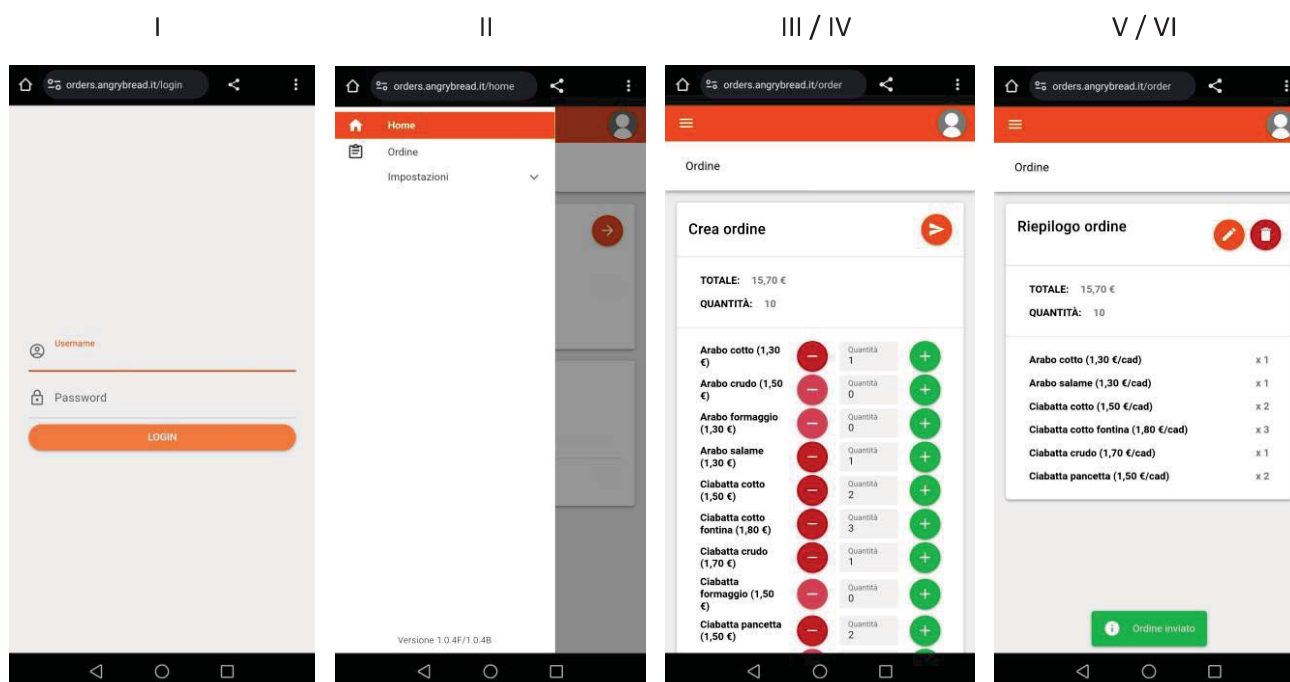 I
II
III / IV
V / VI
orders.angrybread.it/login
Username
Password
LOGIN
orders.angrybread.it/home
Home
Ordine
Impostazioni
Versione 1.0.4F/1.0.4B
orders.angrybread.it/order
Ordine
Crea ordine
TOTALE: 15,70 €
QUANTITÀ: 10
Arabo cotto (1,30
€)
Quantità
1
Arabo crudo (1,50
€)
Quantità
0
Arabo formaggio
(1,30 €)
Quantità
0
Arabo salame
(1,30 €)
Quantità
1
Ciabatta cotto
(1,50 €)
Quantità
2
Ciabatta cotto
fontina (1,80 €)
Quantità
3
Ciabatta crudo
(1,70 €)
Quantità
1
Ciabatta
formaggio (1,50
€)
Quantità
0
Ciabatta pancetta
(1,50 €)
Quantità
2
orders.angrybread.it/order
Ordine
Riepilogo ordine
TOTALE: 15,70 €
QUANTITÀ: 10
Arabo cotto (1,30 €/cad) x 1
Arabo salame (1,30 €/cad) x 1
Ciabatta cotto (1,50 €/cad) x 2
Ciabatta cotto fontina (1,80 €/cad) x 3
Ciabatta crudo (1,70 €/cad) x 1
Ciabatta pancetta (1,50 €/cad) x 2
Ordine inviato